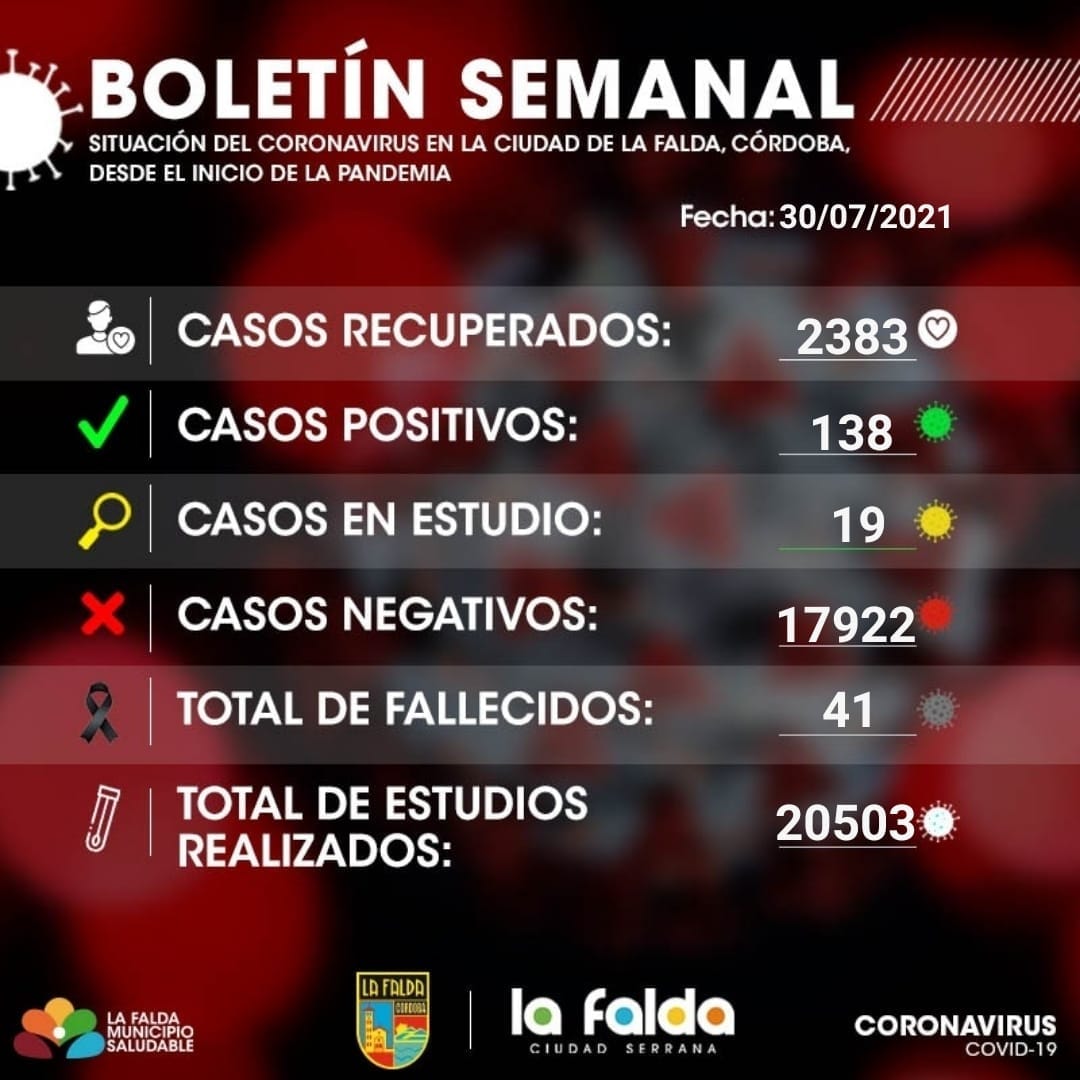 BOLETÍN SEMANAL
SITUACIÓN DEL CORONAVIRUS EN LA CIUDAD DE LA FALDA, CÓRDOBA,
DESDE EL INICIO DE LA PANDEMIA
Fecha: 30/07/2021
CASOS RECUPERADOS: 2383
CASOS POSITIVOS: 138
CASOS EN ESTUDIO: 19
CASOS NEGATIVOS: 17922
TOTAL DE FALLECIDOS: 41
TOTAL DE ESTUDIOS
REALIZADOS: 20503
LA FALDA
MUNICIPIO
SALUDABLE
LA FALDA
CORDOBA
la falda
CIUDAD SERRANA
CORONAVIRUS
COVID-19